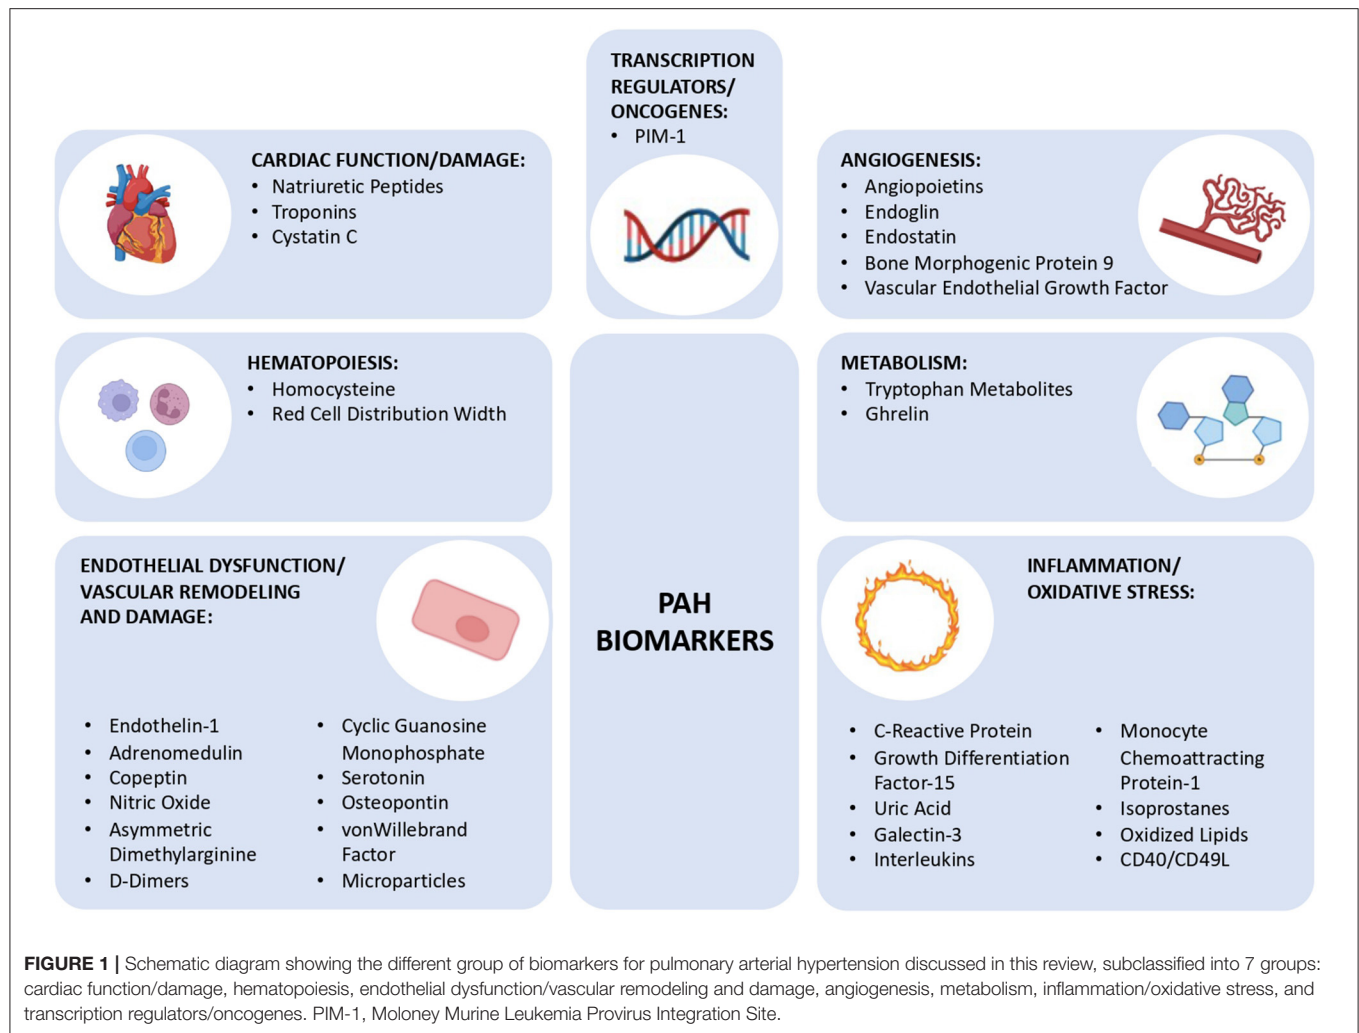 TRANSCRIPTION
REGULATORS/
ONCOGENES:
• PIM-1
CARDIAC FUNCTION/DAMAGE:
• Natriuretic Peptides
• Troponins
• Cystatin C
ANGIOGENESIS:
• Angiopoietins
• Endoglin
• Endostatin
• Bone Morphogenic Protein 9
• Vascular Endothelial Growth Factor
HEMATOPOIESIS:
• Homocysteine
• Red Cell Distribution Width
METABOLISM:
• Tryptophan Metabolites
• Ghrelin
ENDOTHELIAL DYSFUNCTION/
VASCULAR REMODELING
AND DAMAGE:
• Endothelin-1
• Adrenomedulin
• Copeptin
• Nitric Oxide
• Asymmetric
Dimethylarginine
• D-Dimers
• Cyclic Guanosine
Monophosphate
• Serotonin
• Osteopontin
• vonWillebrand
Factor
• Microparticles
PAH
BIOMARKERS
INFLAMMATION/
OXIDATIVE STRESS:
• C-Reactive Protein
• Growth Differentiation
Factor-15
• Uric Acid
• Galectin-3
• Interleukins
• Monocyte
Chemoattracting
Protein-1
• Isoprostanes
• Oxidized Lipids
• CD40/CD49L
FIGURE 1 | Schematic diagram showing the different group of biomarkers for pulmonary arterial hypertension discussed in this review, subclassified into 7 groups:
cardiac function/damage, hematopoiesis, endothelial dysfunction/vascular remodeling and damage, angiogenesis, metabolism, inflammation/oxidative stress, and
transcription regulators/oncogenes. PIM-1, Moloney Murine Leukemia Provirus Integration Site.